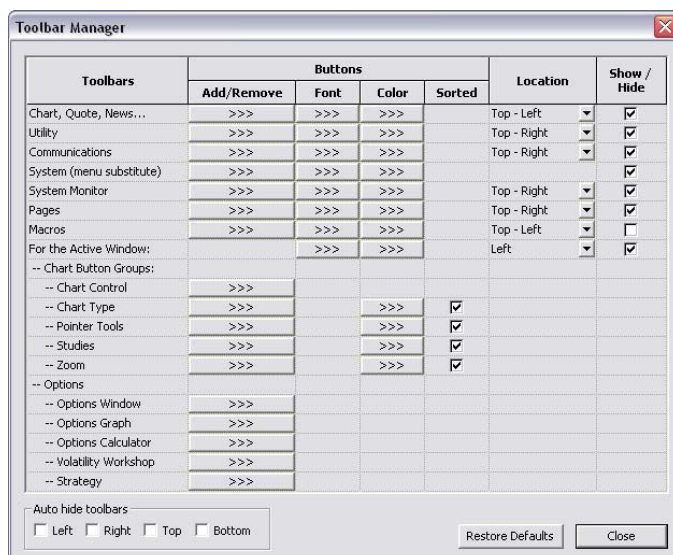 Toolbar Manager
Toolbars Buttons Location Show / Hide
Add/Remove Font Color Sorted
Chart, Quote, News... >>> >>> >>> Top - Left
Utility >>> >>> >>> Top - Right
Communications >>> >>> >>> Top - Right
System (menu substitute) >>> >>> >>>
System Monitor >>> >>> >>> Top - Right
Pages >>> >>> >>> Top - Right
Macros >>> >>> >>> Top - Left
For the Active Window: >>> >>> Left
-- Chart Button Groups:
-- Chart Control >>>
-- Chart Type >>> >>>
-- Pointer Tools >>> >>>
-- Studies >>> >>>
-- Zoom >>> >>>
-- Options
-- Options Window >>>
-- Options Graph >>>
-- Options Calculator >>>
-- Volatility Workshop >>>
-- Strategy >>>
Auto hide toolbars
Left Right Top Bottom
Restore Defaults Close